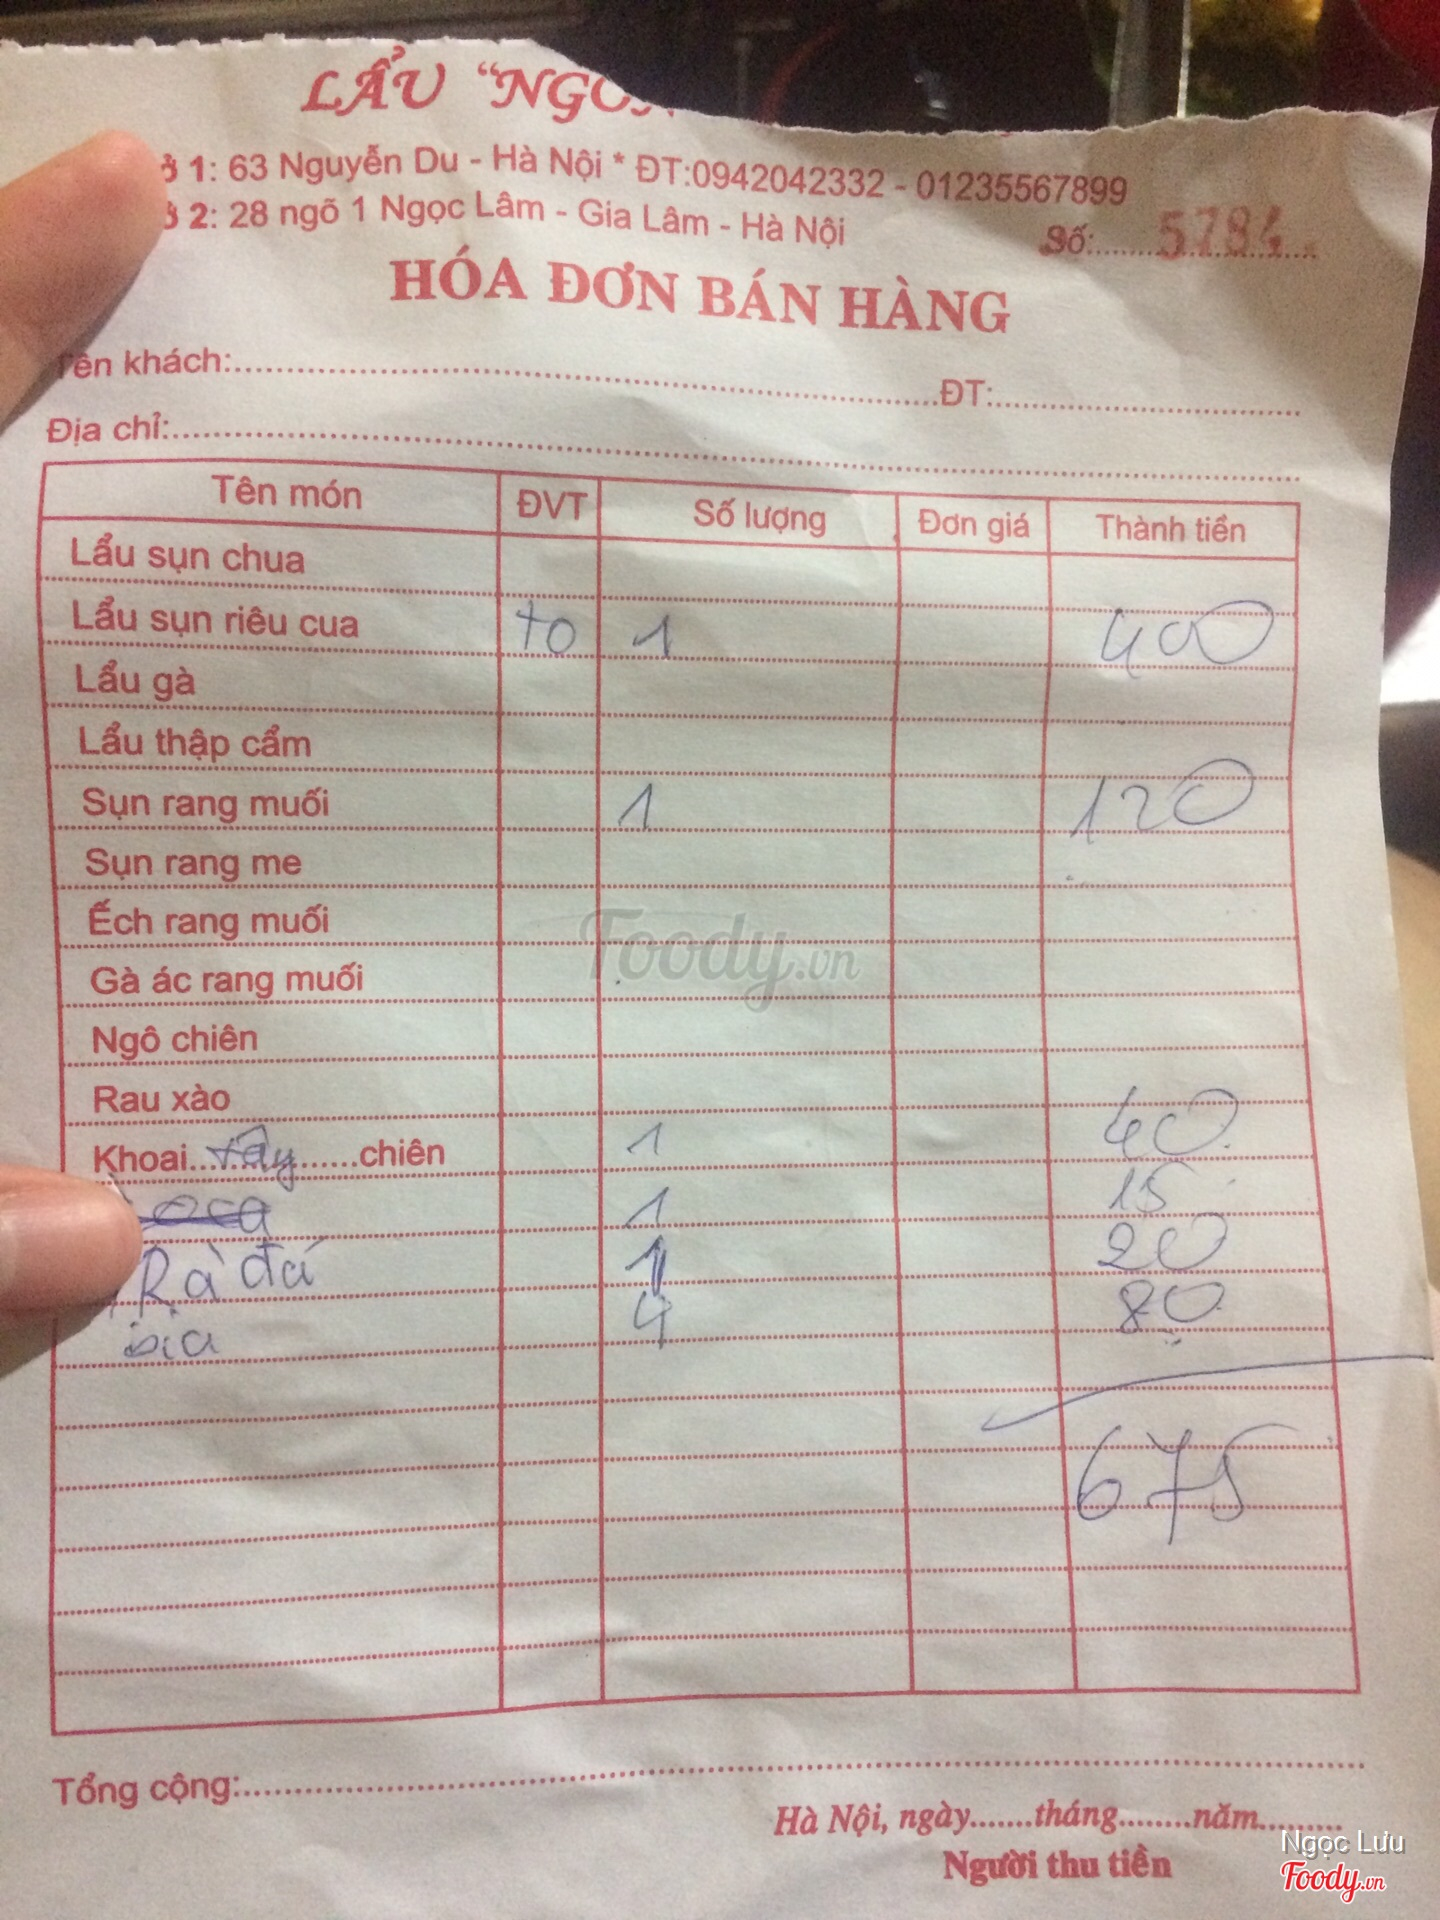 LẨU "NGON
ở 1: 63 Nguyễn Du - Hà Nội * ĐT:0942042332 - 01235567899
ở 2: 28 ngõ 1 Ngọc Lâm - Gia Lâm - Hà Nội
Số:.......5784....
HÓA ĐƠN BÁN HÀNG
Tên khách:..........ĐT:..........
Địa chỉ:..........
Tên món ĐVT Số lượng Đơn giá Thành tiền
Lẩu sụn chua
Lẩu sụn riêu cua to 1 400
Lẩu gà
Lẩu thập cẩm
Sụn rang muối 1 120
Sụn rang me
Ếch rang muối
Gà ác rang muối
Foody.vn
Ngô chiên
Rau xào
Khoai...tây......chiên 1 40
1 15
TRà đá 1 20
bia 4 80
675
Tổng cộng:..........
Hà Nội, ngày.......tháng........năm.........
Người thu tiền
Ngọc Lưu
Foody.vn